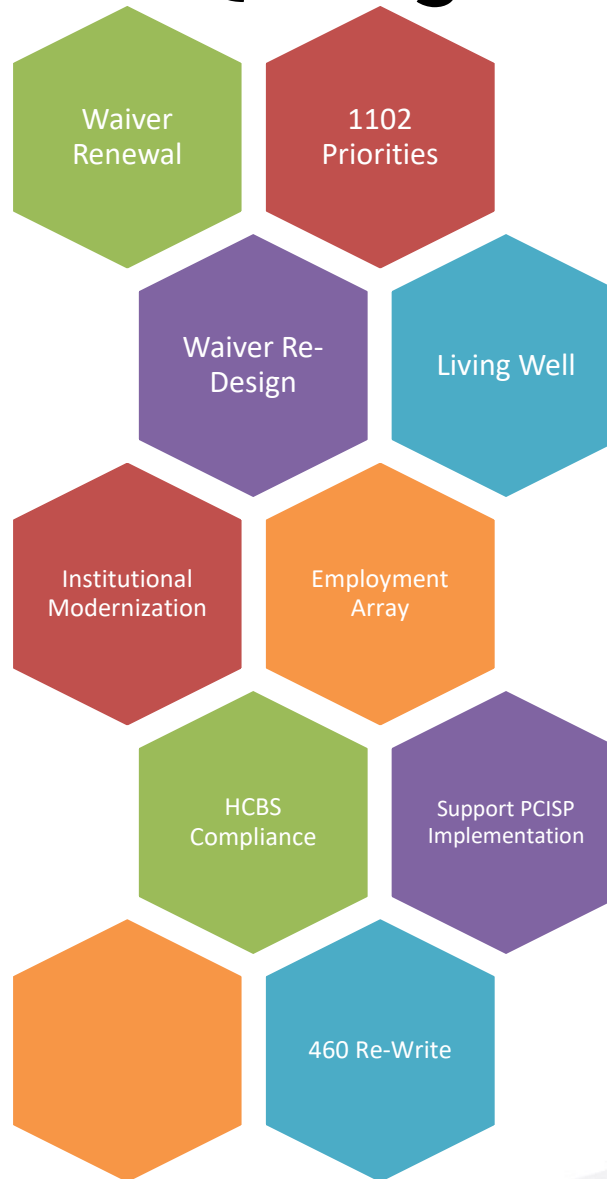 Waiver
Renewal
1102
Priorities
Waiver Re-
Design
Living Well
Institutional
Modernization
Employment
Array
HCBS
Compliance
Support PCISP
Implementation
460 Re-Write